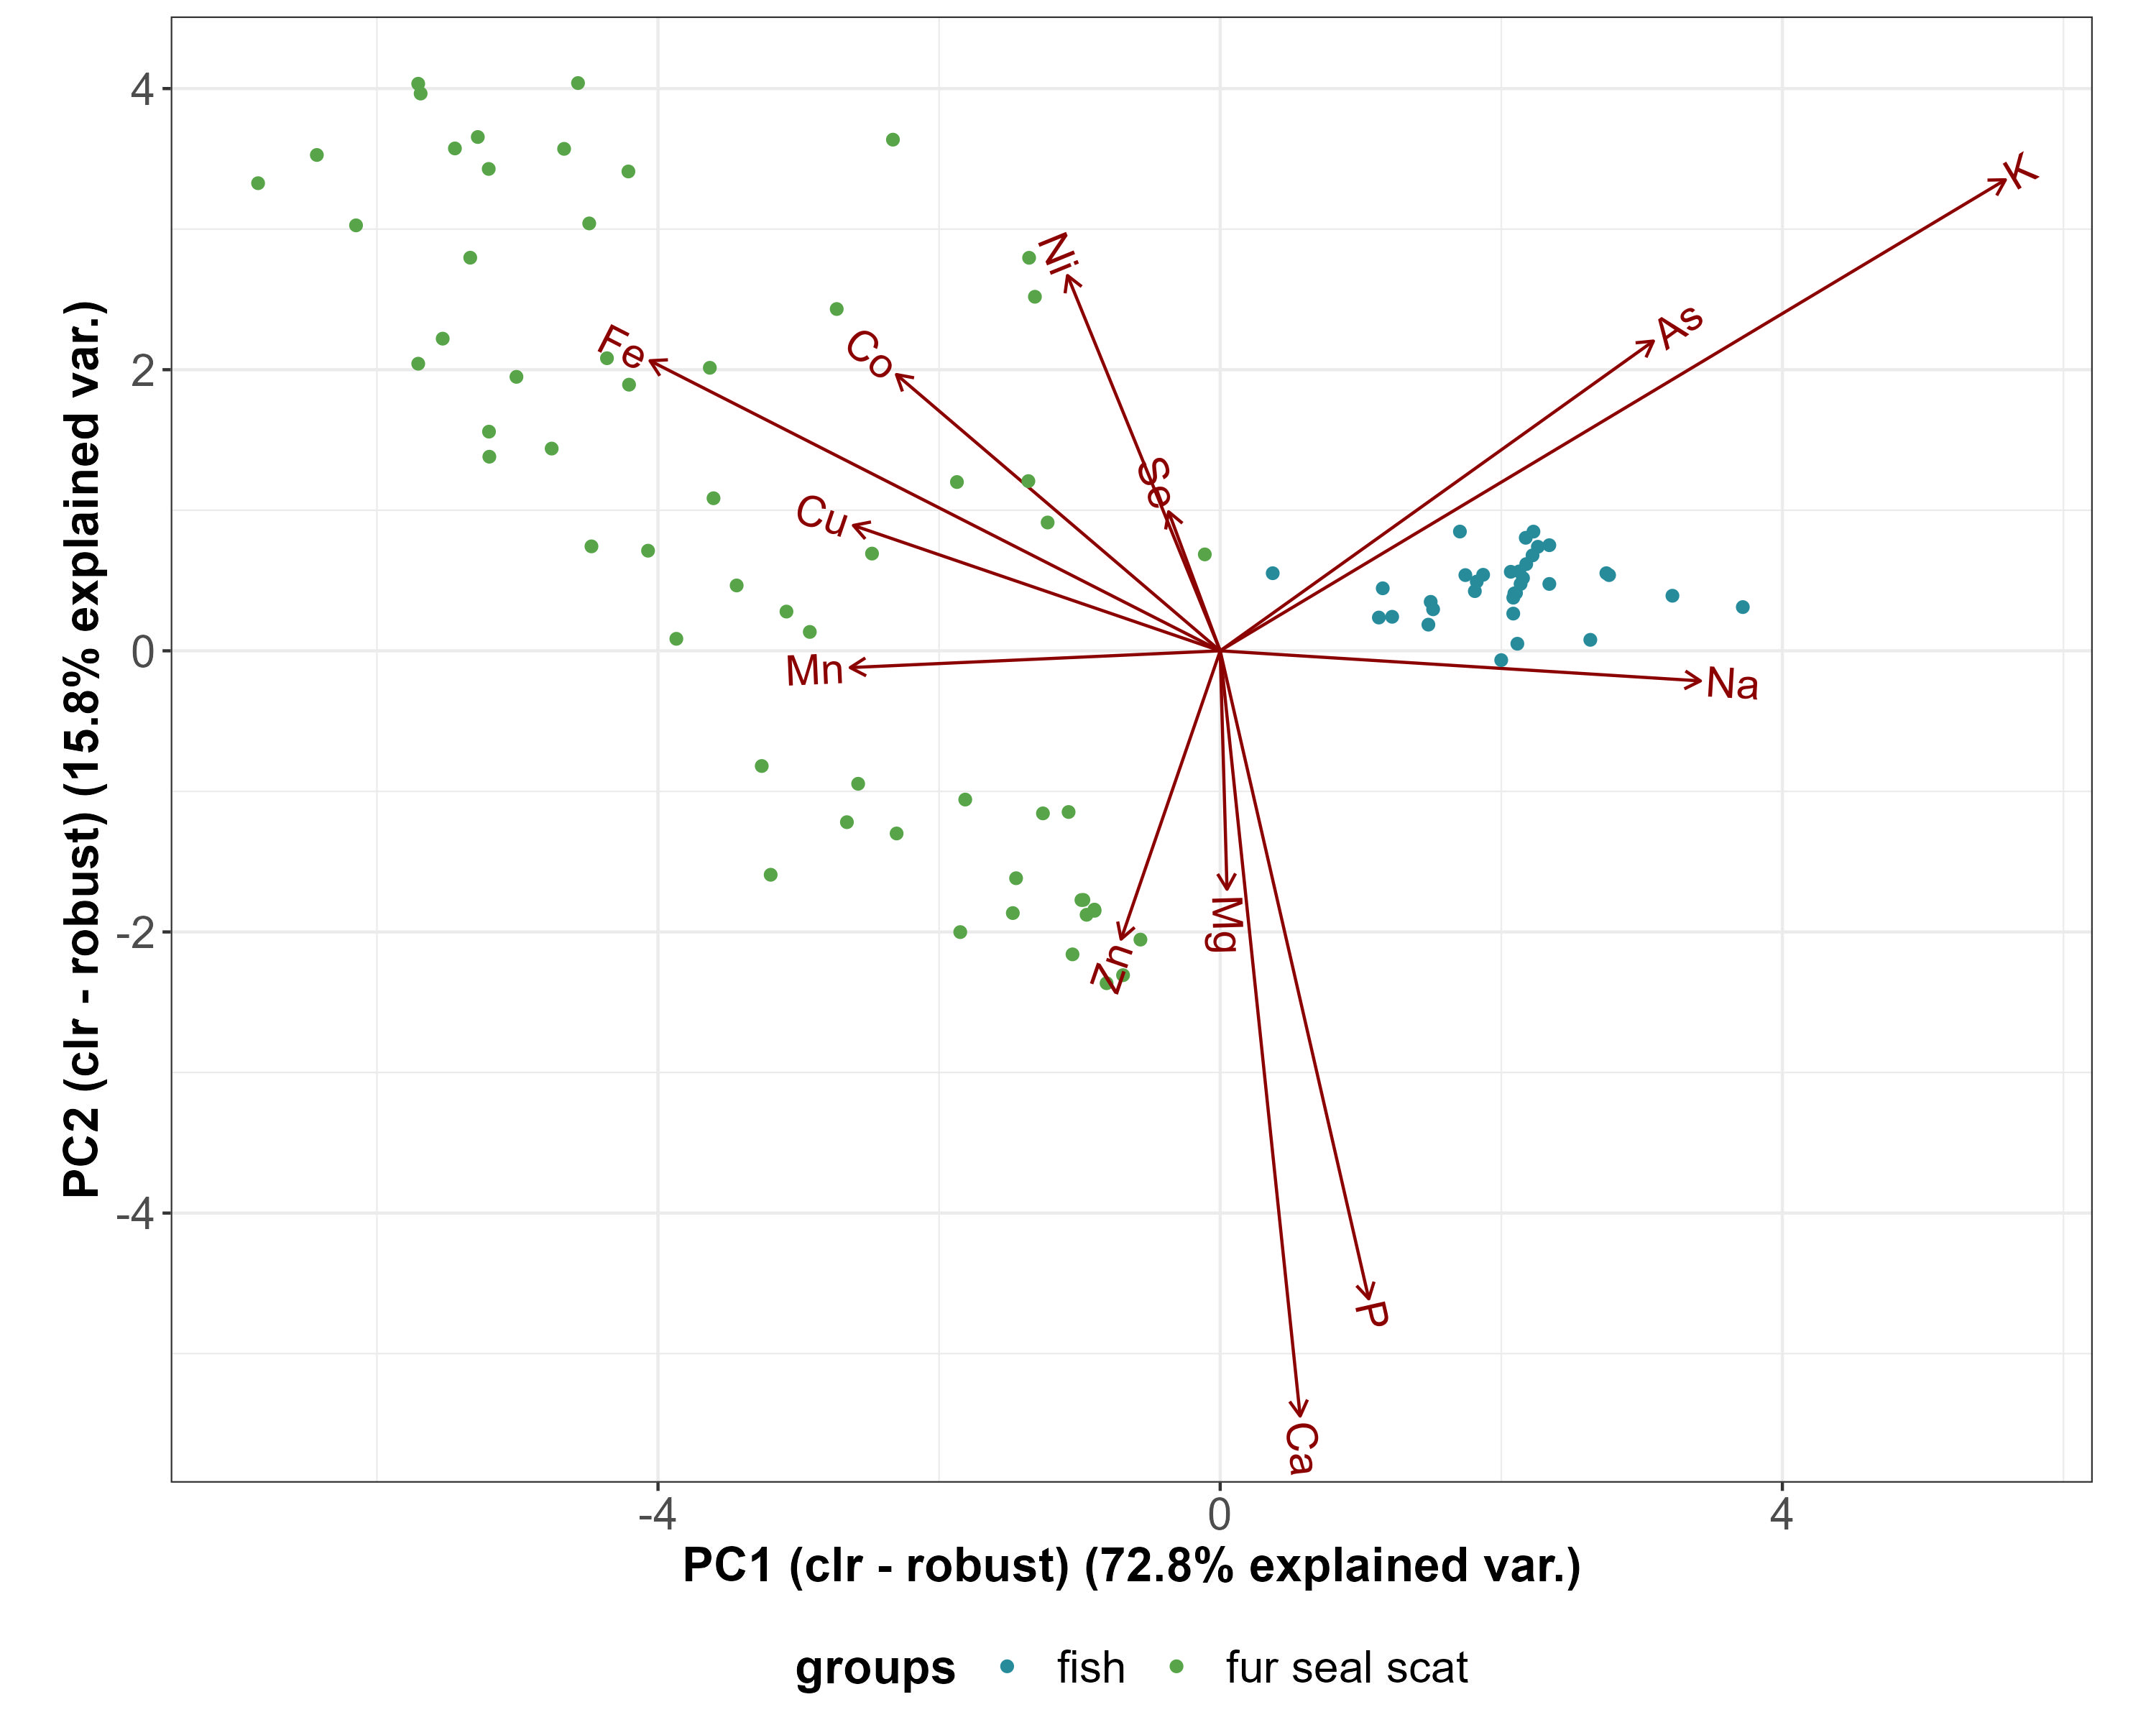 4
2
0
-2
-4
PC2 (clr - robust) (15.8% explained var.)
K
As
Ni
Co
Fe
Se
Cu
Mn
Na
Mg
Zn
P
Ca
-4
0
4
PC1 (clr - robust) (72.8% explained var.)
groups fish fur seal scat